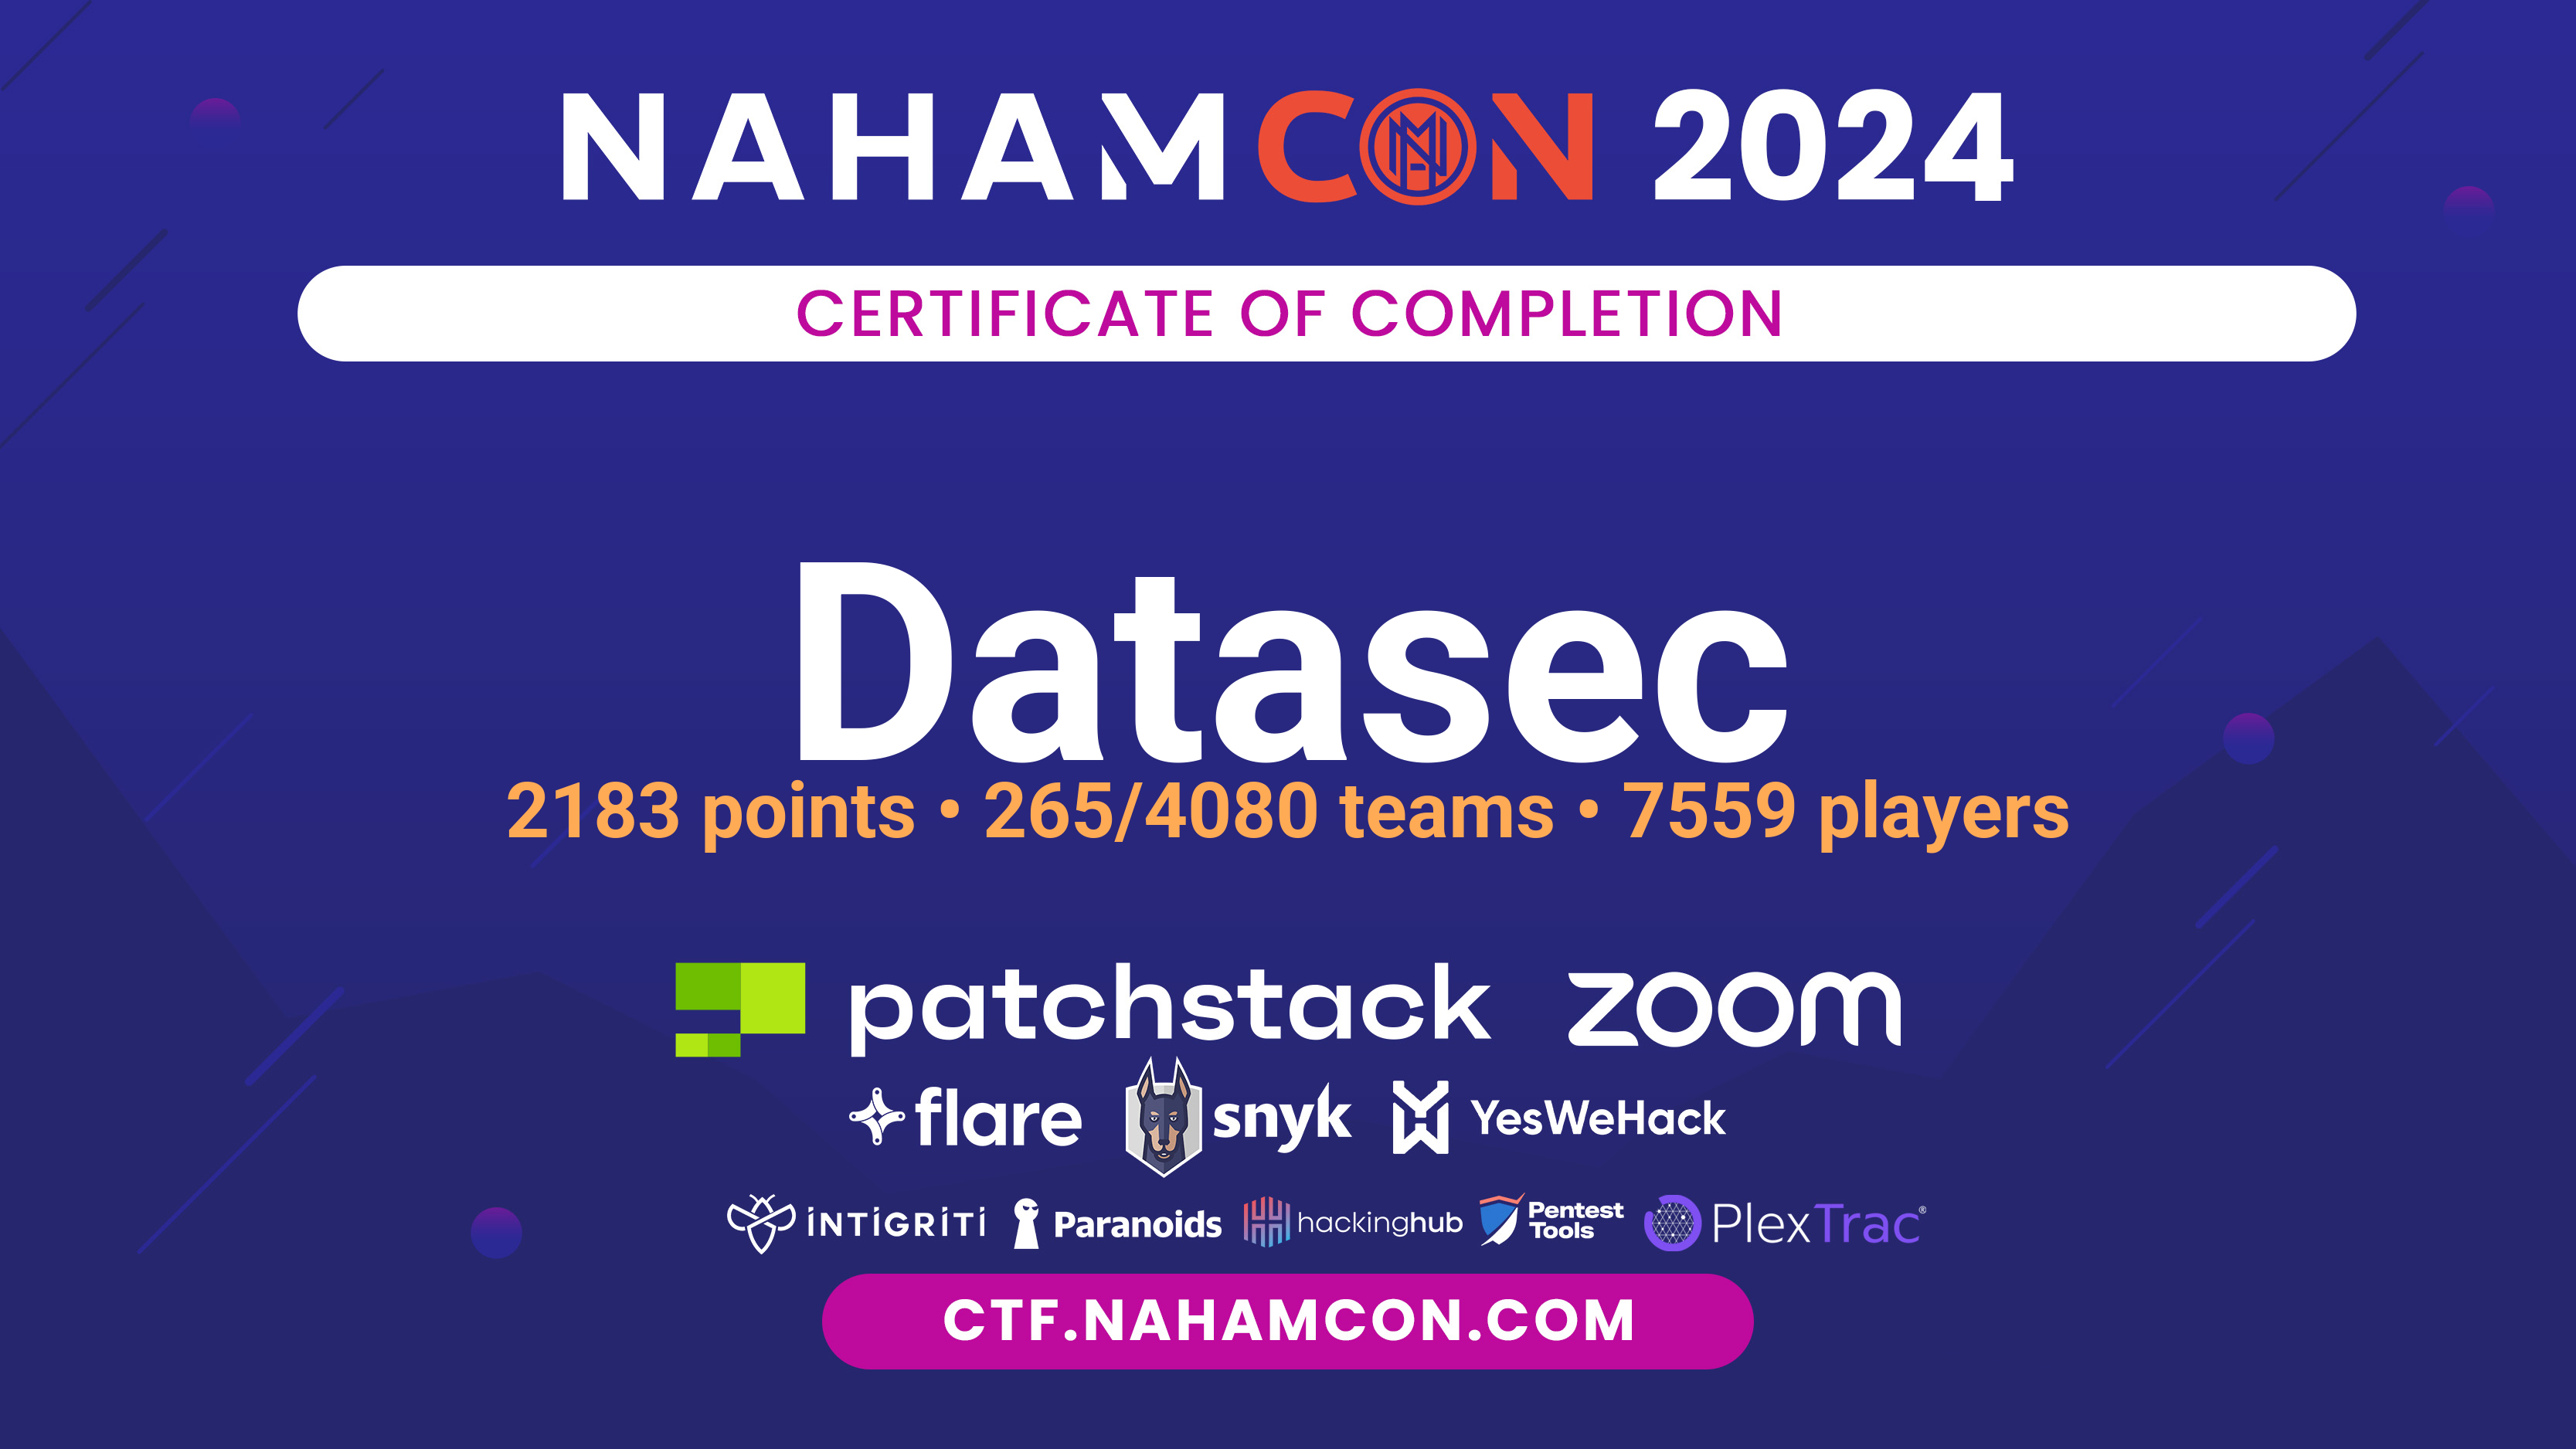 NAHAMCON 2024
CERTIFICATE OF COMPLETION
Datasec
2183 points • 265/4080 teams • 7559 players
patchstack zoom
flare snyk YesWeHack
INTIGRITI Paranoids hackinghub Pentest Tools PlexTrac®
CTF.NAHAMCON.COM